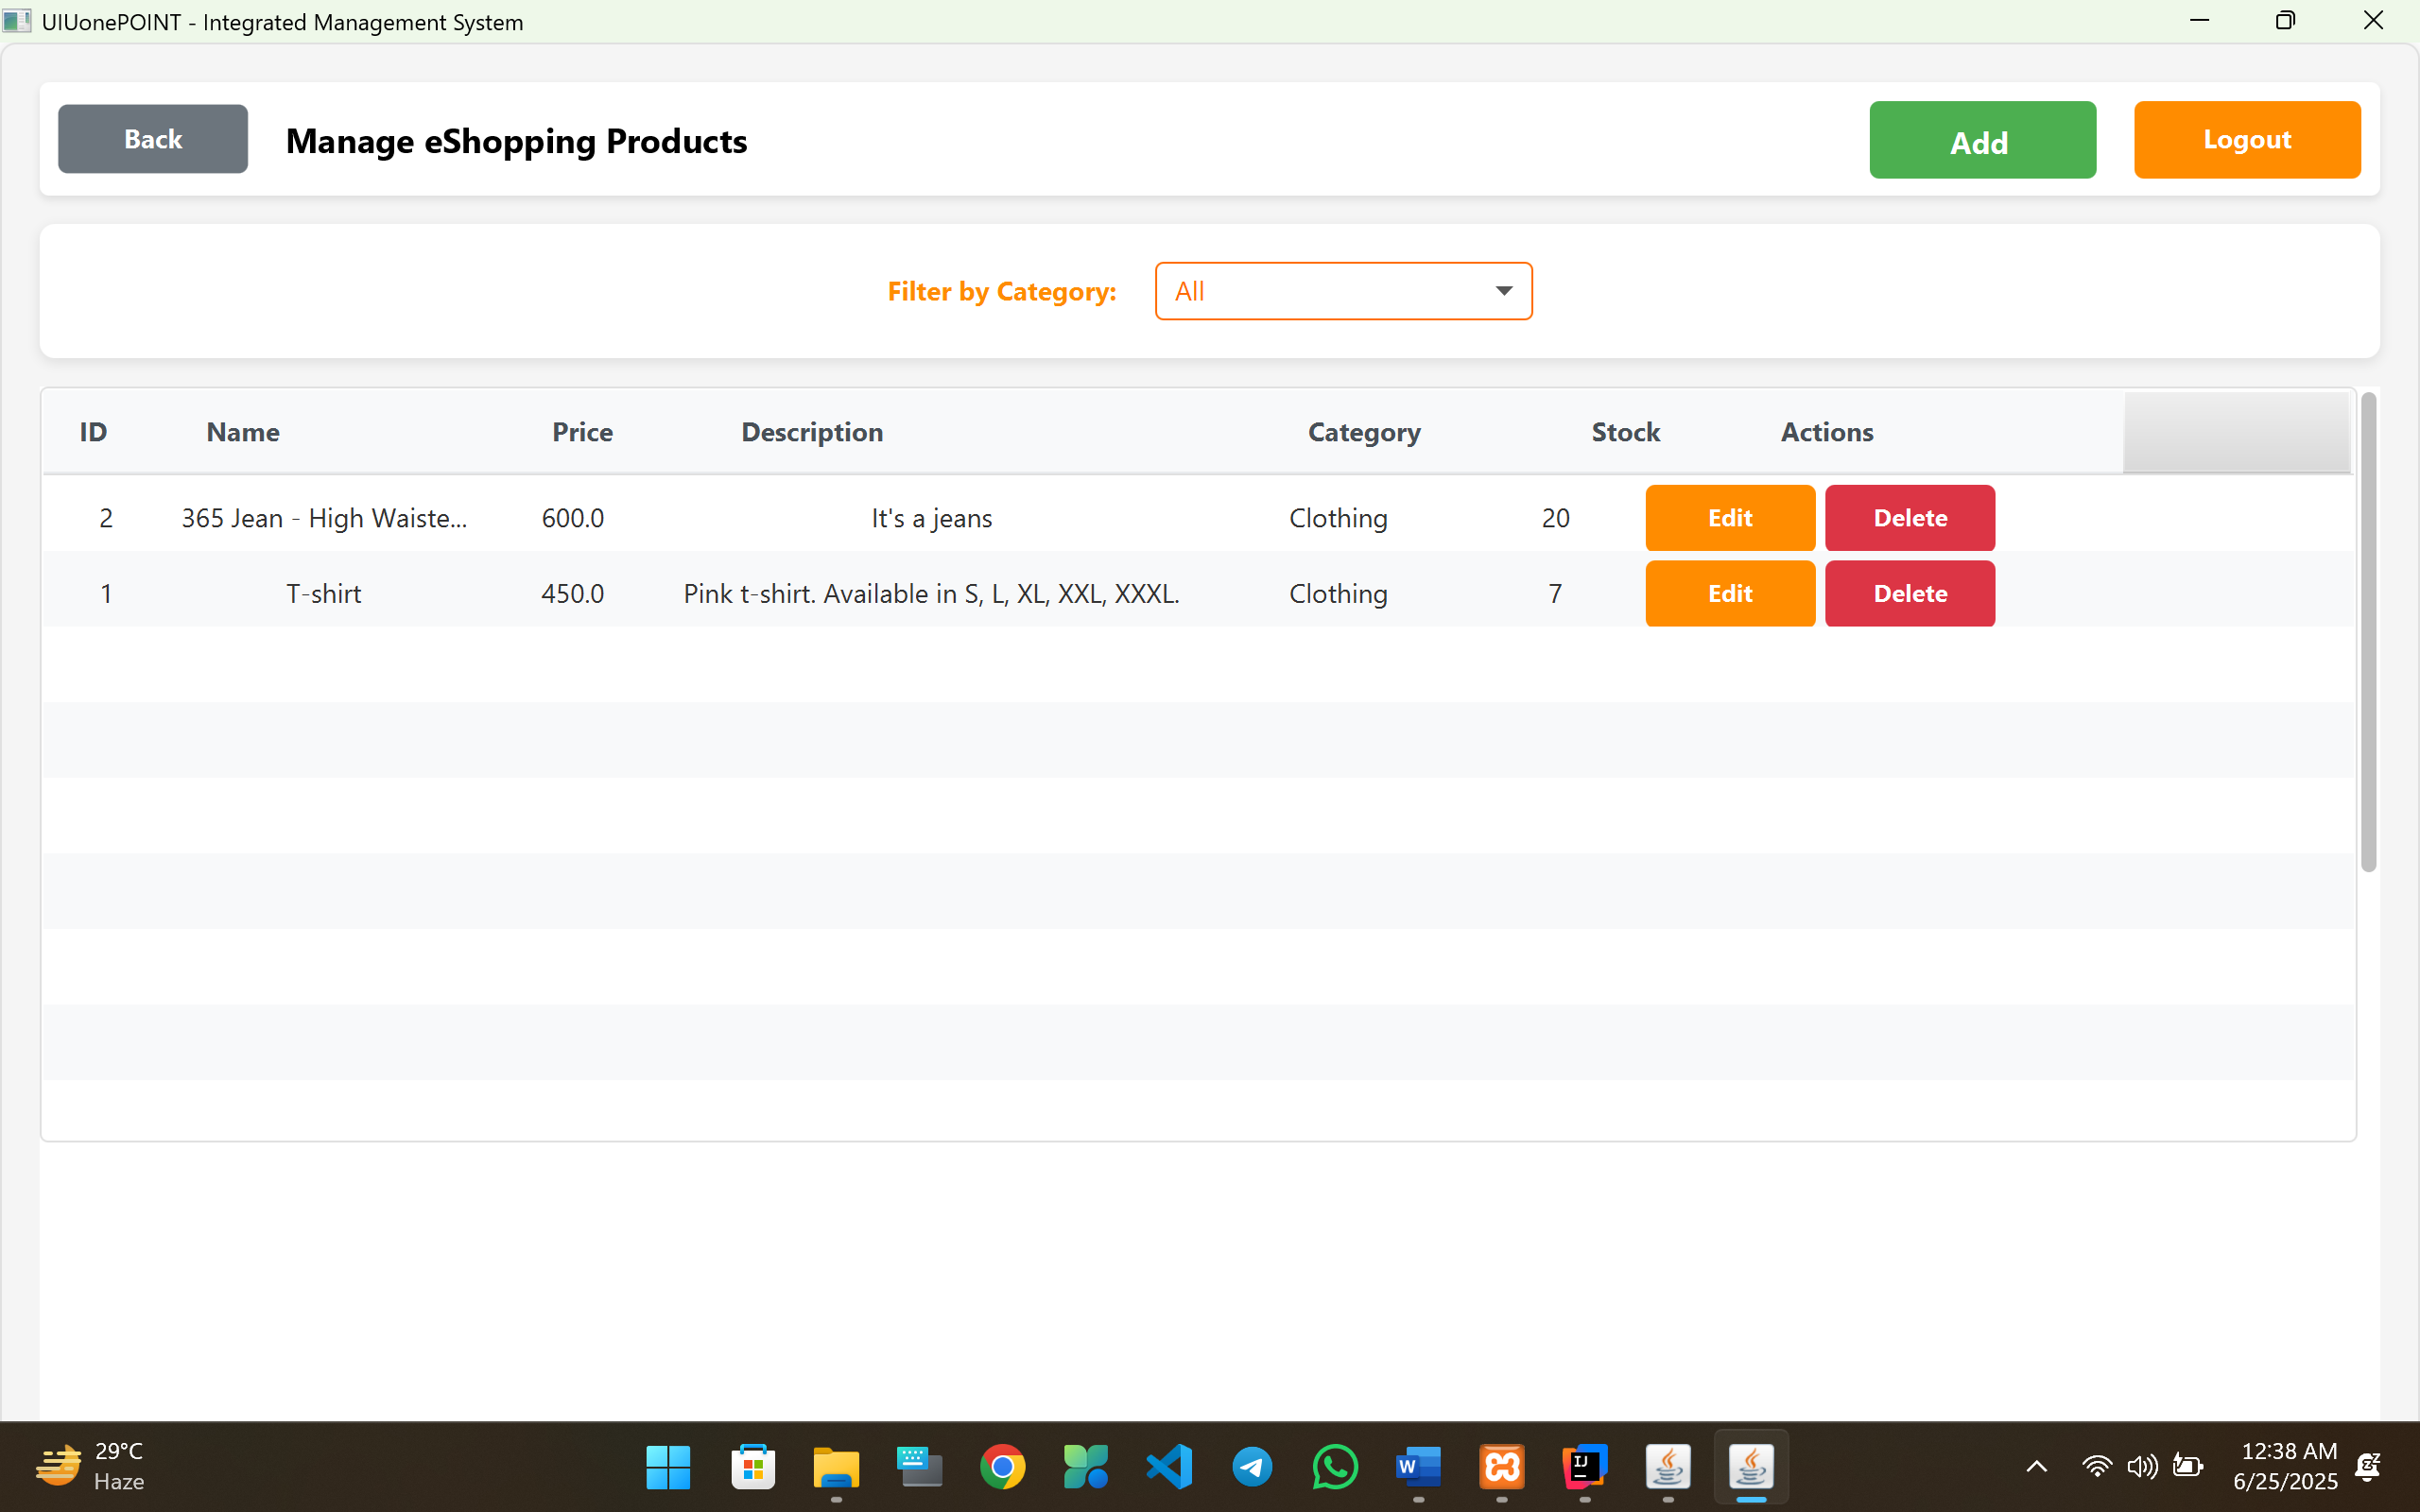 UIUonePOINT - Integrated Management System
Back Manage eShopping Products Add Logout
Filter by Category: All
ID Name Price Description Category Stock Actions
2 365 Jean - High Waiste... 600.0 It's a jeans Clothing 20 Edit Delete
1 T-shirt 450.0 Pink t-shirt. Available in S, L, XL, XXL, XXXL. Clothing 7 Edit Delete
29°C
Haze
W
IJ
12:38 AM
6/25/2025